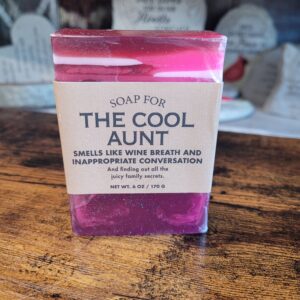 SOAP FOR
THE COOL
AUNT
SMELLS LIKE WINE BREATH AND
INAPPROPRIATE CONVERSATION
And finding out all the
juicy family secrets.
NET WT. 6 OZ / 170 G